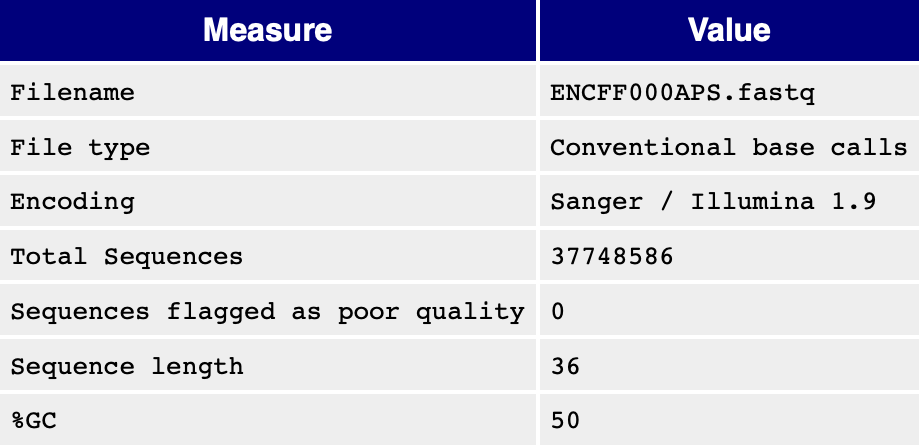 Measure Value
Filename ENCFF000APS.fastq
File type Conventional base calls
Encoding Sanger / Illumina 1.9
Total Sequences 37748586
Sequences flagged as poor quality 0
Sequence length 36
%GC 50